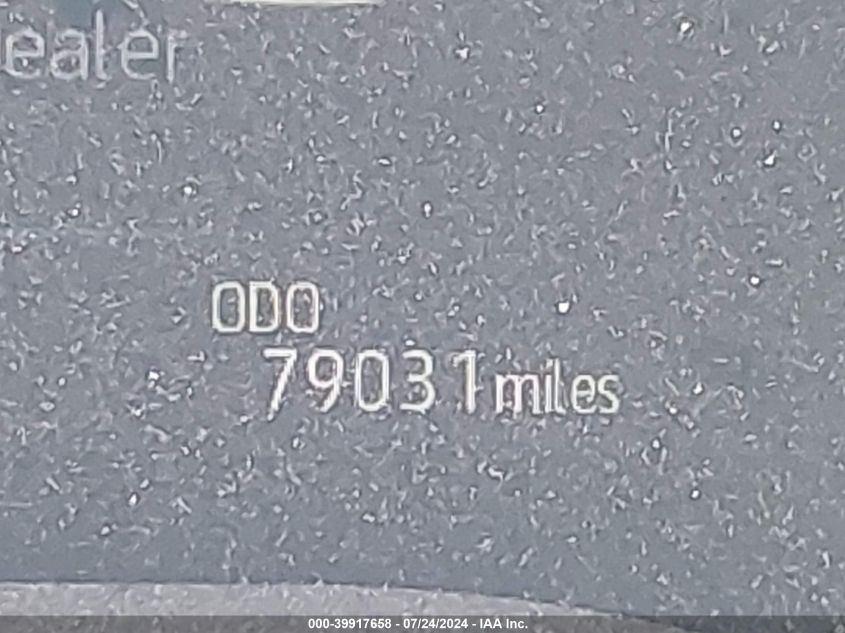 ealer
ODO
79031 miles
000-39917658 - 07/24/2024 - IAA Inc.